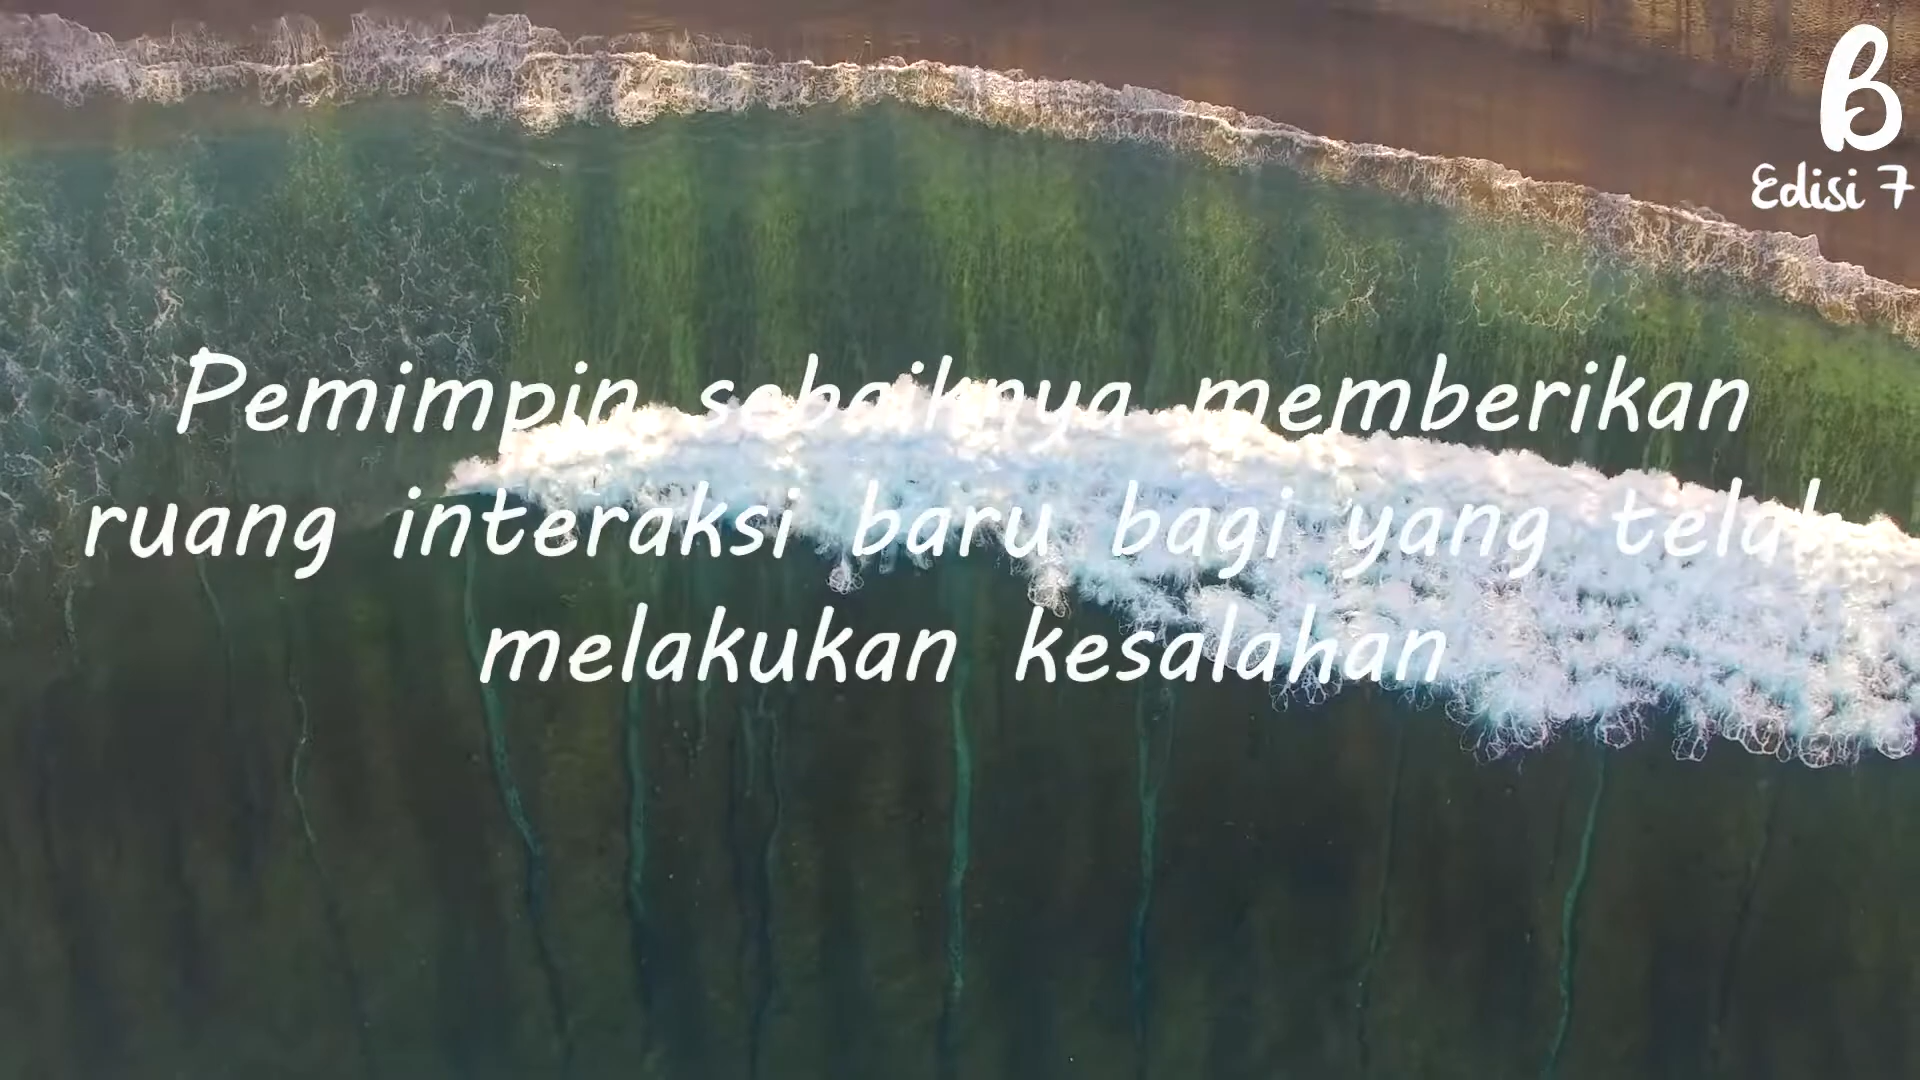 B
Edisi 7
Pemimpin sebaiknya memberikan
ruang interaksi baru bagi yang telah
melakukan kesalahan